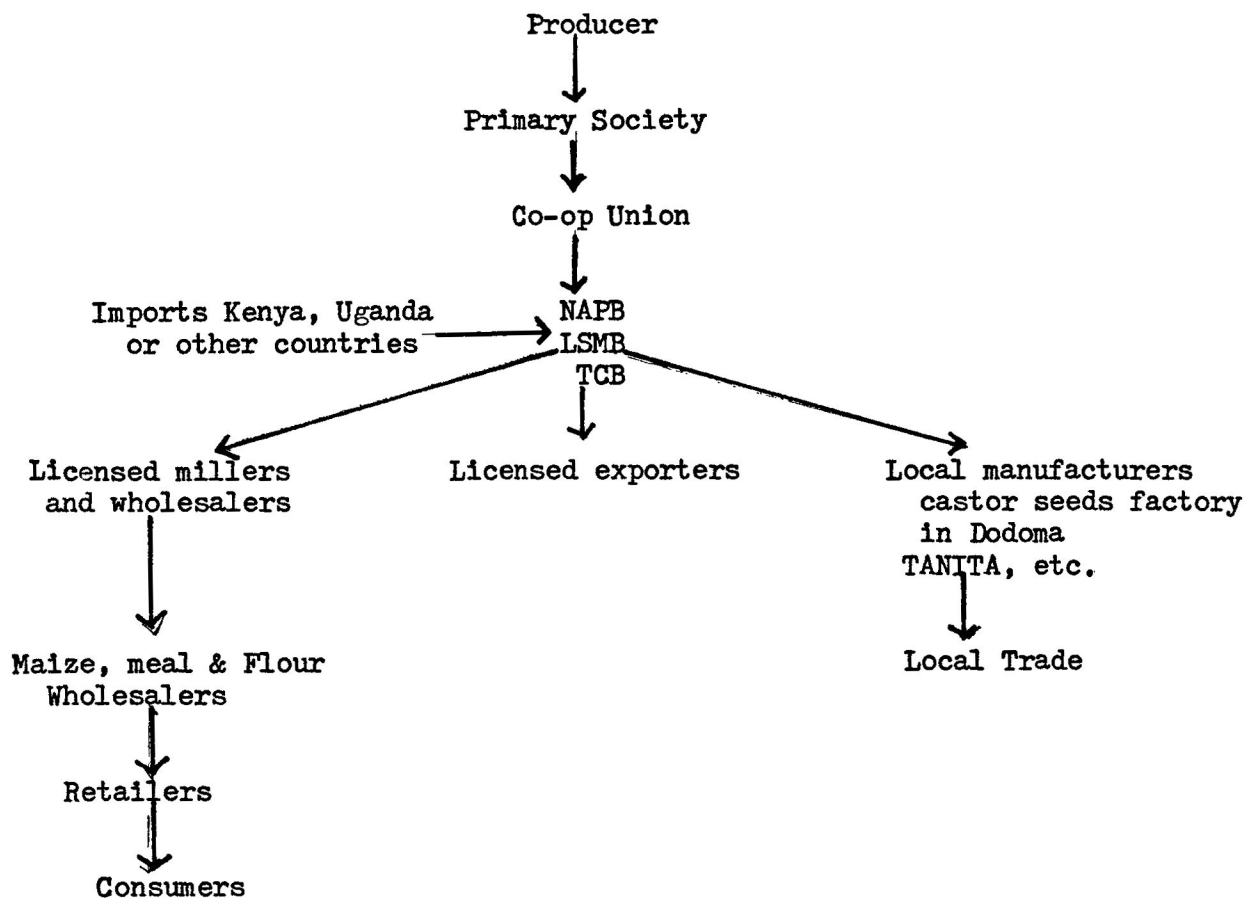 Producer
Primary Society
Co-op Union
Imports Kenya, Uganda
or other countries
NAPB
LSMB
TCB
Licensed millers
and wholesalers
Licensed exporters
Local manufacturers
castor seeds factory
in Dodoma
TANITA, etc.
Maize, meal & Flour
Wholesalers
Local Trade
Retailers
Consumers